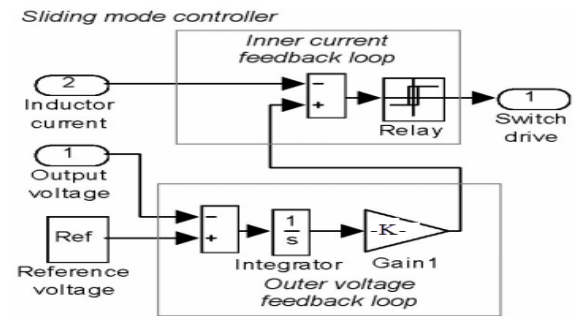 Sliding mode controller
Inner current
feedback loop
2
Inductor
current
−
+
Relay
1
Switch
drive
1
Output
voltage
Ref
Reference
voltage
−
+
1
s
Integrator
-K-
Gain1
Outer voltage
feedback loop